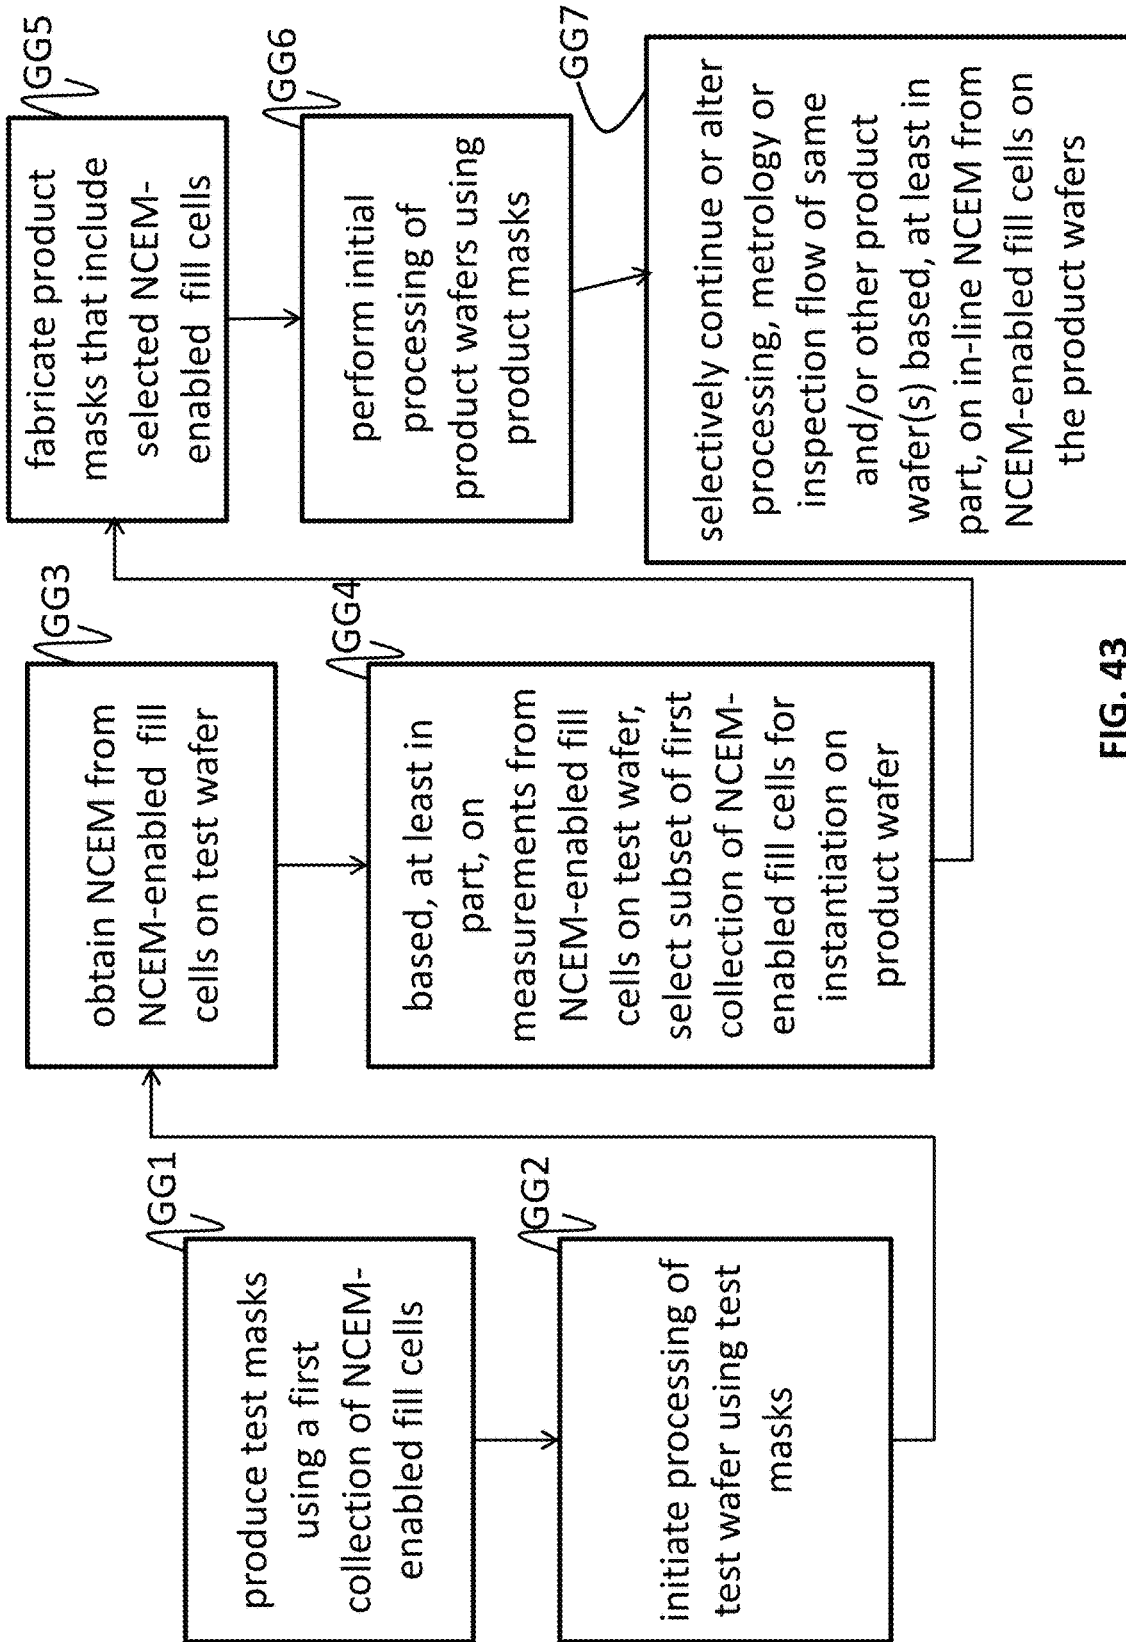 GG1
produce test masks
using a first
collection of NCEM-
enabled fill cells
GG2
initiate processing of
test wafer using test
masks
GG3
obtain NCEM from
NCEM-enabled fill
cells on test wafer
GG4
based, at least in
part, on
measurements from
NCEM-enabled fill
cells on test wafer,
select subset of first
collection of NCEM-
enabled fill cells for
instantiation on
product wafer
GG5
fabricate product
masks that include
selected NCEM-
enabled fill cells
GG6
perform initial
processing of
product wafers using
product masks
GG7
selectively continue or alter
processing, metrology or
inspection flow of same
and/or other product
wafer(s) based, at least in
part, on in-line NCEM from
NCEM-enabled fill cells on
the product wafers
FIG. 43